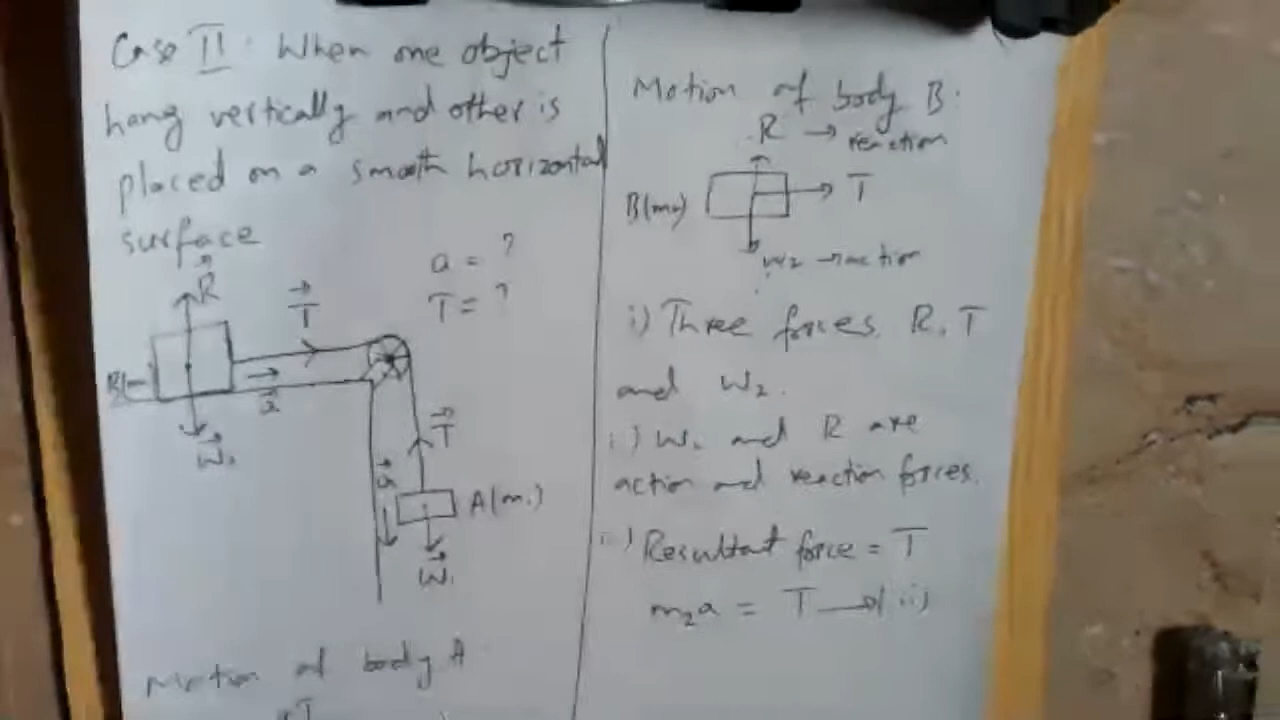 Case II: When one object
hang vertically and other is
placed on a smooth horizontal
surface
a = ?
T = ?
R
T
a
W₂
T
a
A(m₁)
W₁
Motion of body A
T
Motion of body B.
R → reaction
B(m₂)
T
W₂ → action
i) Three forces R, T
and W₂.
ii) W₂ and R are
action and reaction forces.
iii) Resultant force = T
m₂a = T → (ii)